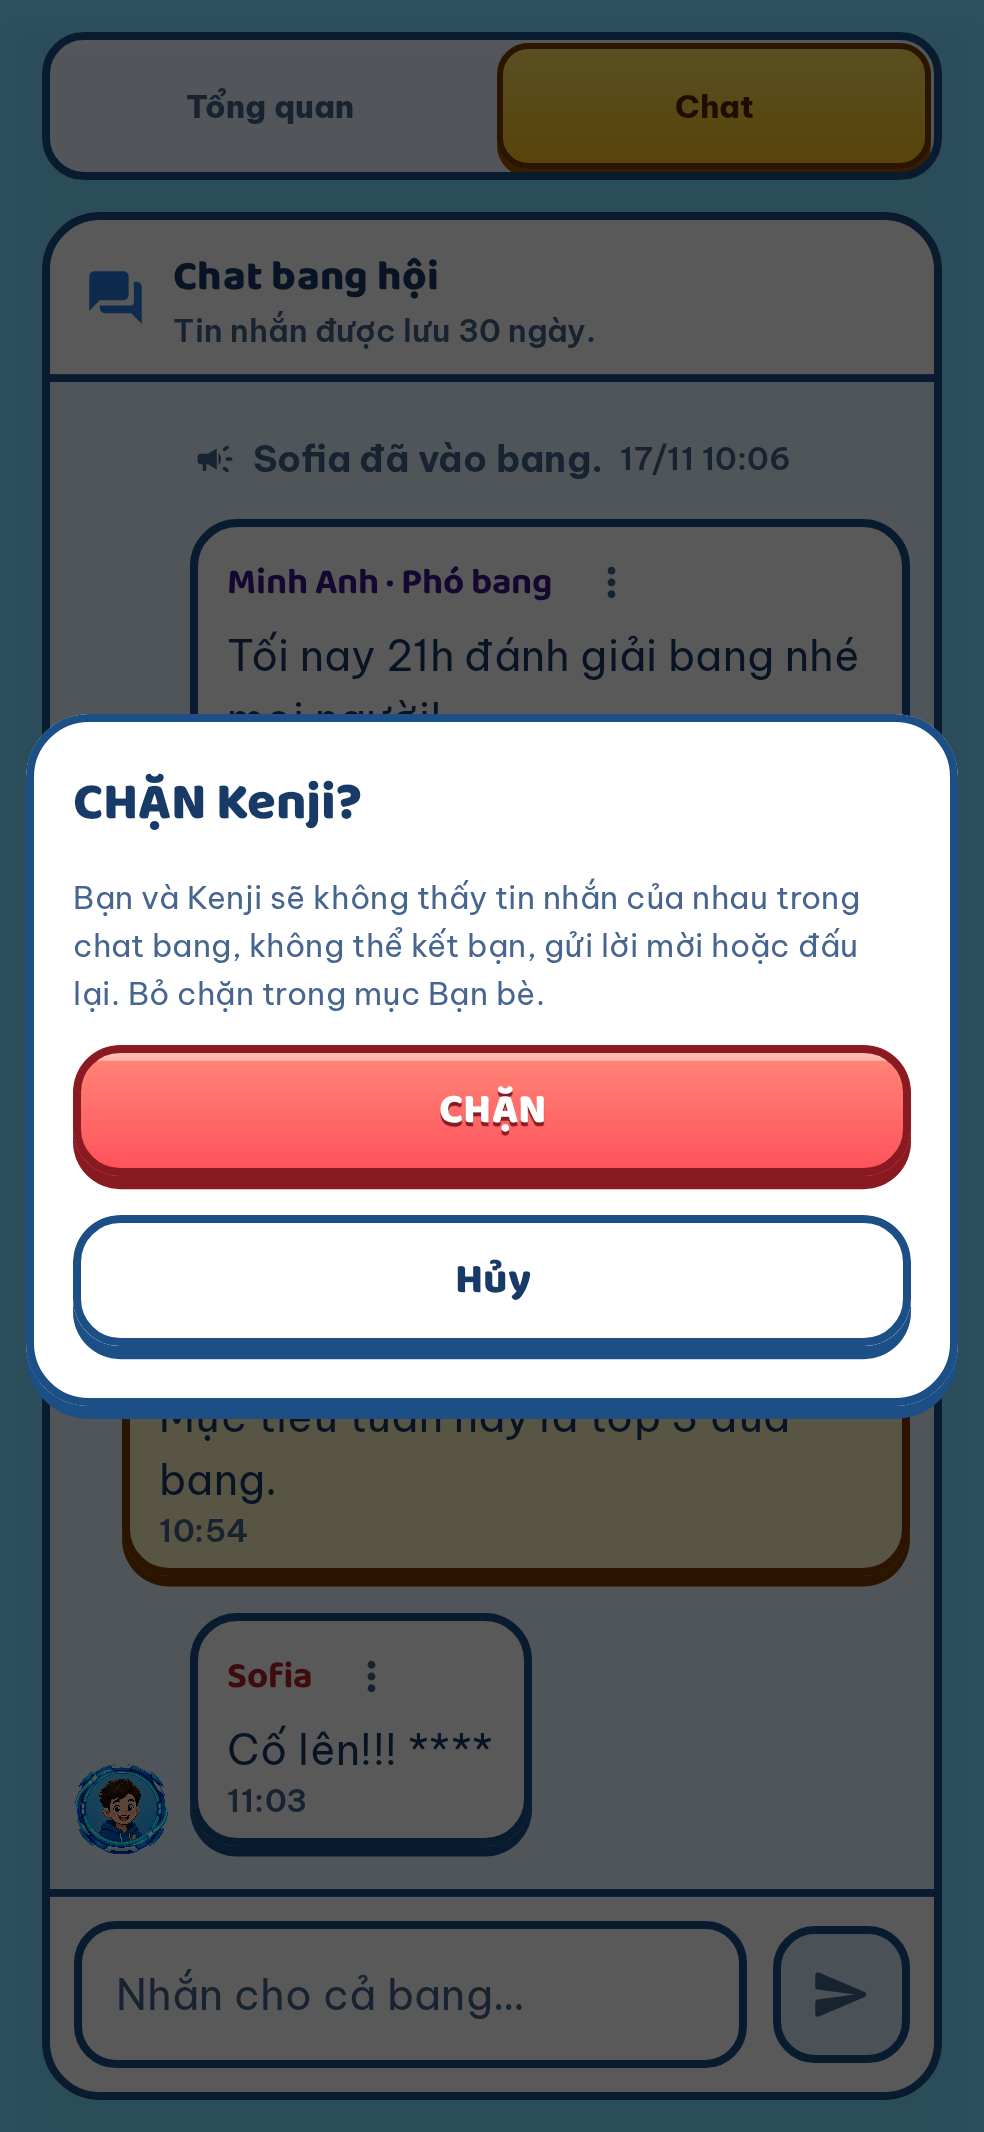 Tổng quan
Chat
Chat bang hội
Tin nhắn được lưu 30 ngày.
Sofia đã vào bang. 17/11 10:06
Minh Anh · Phó bang
Tối nay 21h đánh giải bang nhé
CHẶN Kenji?
Bạn và Kenji sẽ không thấy tin nhắn của nhau trong
chat bang, không thể kết bạn, gửi lời mời hoặc đấu
lại. Bỏ chặn trong mục Bạn bè.
CHẶN
Hủy
bang.
10:54
Sofia
Cố lên!!! ****
11:03
Nhắn cho cả bang...